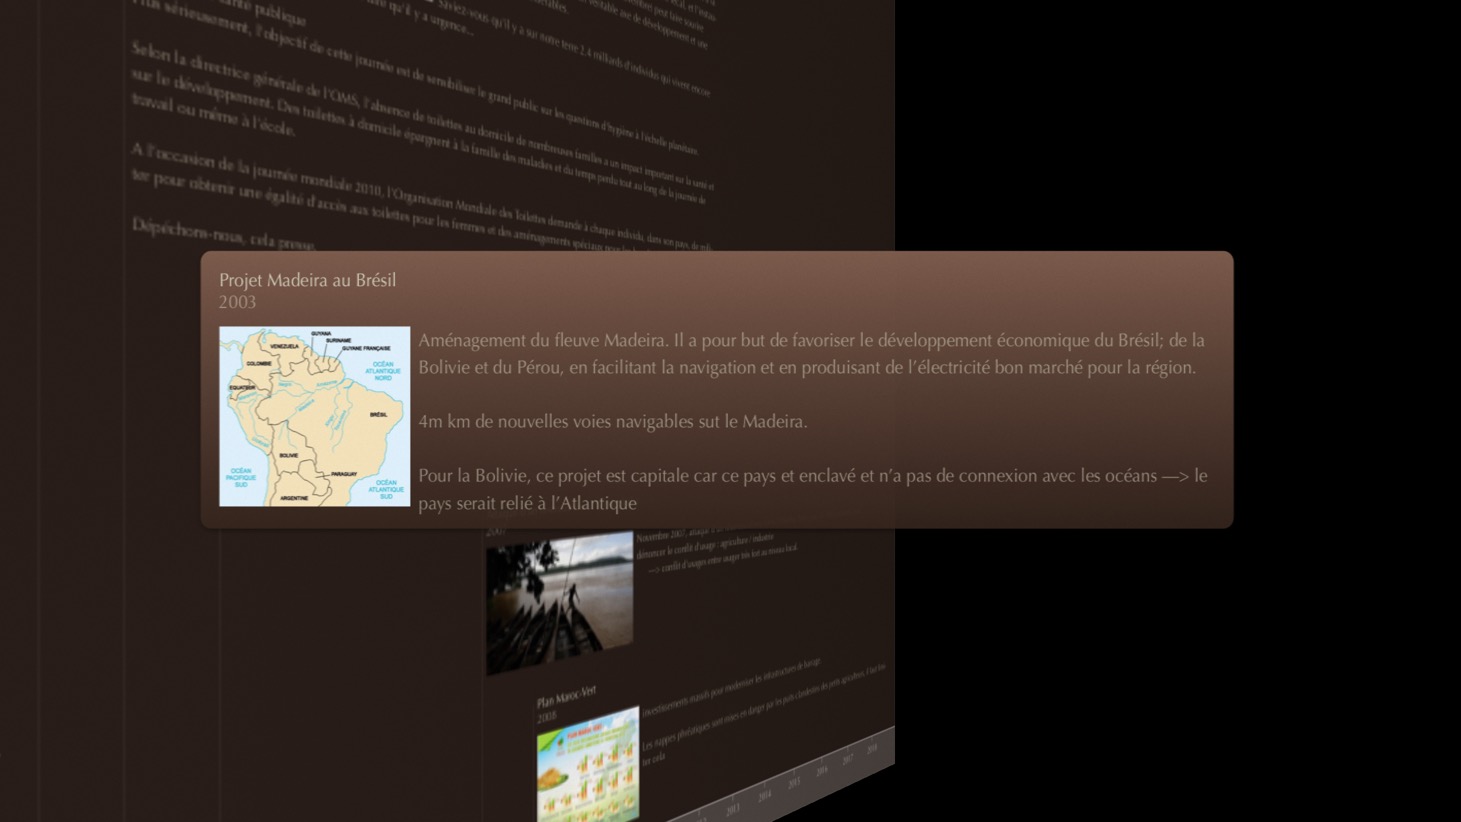 santé publique
Saviez-vous qu'il y a sur notre terre 2.4 milliards d'individus qui vivent encore
Plus sérieusement, l'objectif de cette journée est de sensibiliser le grand public sur les questions d'hygiène à l'échelle planétaire.
Selon la directrice générale de l'OMS, l'absence de toilettes au domicile de nombreuses familles a un impact important sur la santé et
sur le développement. Des toilettes à domicile épargnent à la famille des maladies et du temps perdu tout au long de la journée de
travail ou même à l'école.
A l'occasion de la journée mondiale 2010, l'Organisation Mondiale des Toilettes demande à chaque individu, dans son pays, de mili-
ter pour obtenir une égalité d'accès aux toilettes pour les femmes et des aménagements spéciaux pour
Dépêchons-nous, cela presse.
Projet Madeira au Brésil
2003
GUYANA
SURINAME
VENEZUELA
GUYANE FRANÇAISE
COLOMBIE
OCÉAN
ATLANTIQUE
NORD
EQUATEUR
BRÉSIL
BOLIVIE
OCÉAN
PACIFIQUE
SUD
PARAGUAY
OCÉAN
ATLANTIQUE
SUD
ARGENTINE
Aménagement du fleuve Madeira. Il a pour but de favoriser le développement économique du Brésil; de la
Bolivie et du Pérou, en facilitant la navigation et en produisant de l'électricité bon marché pour la région.
4m km de nouvelles voies navigables sut le Madeira.
Pour la Bolivie, ce projet est capitale car ce pays et enclavé et n'a pas de connexion avec les océans —> le
pays serait relié à l'Atlantique
2007
Novembre 2007, attaque
dénoncer le conflit d'usage : agriculture / industrie
—> conflit d'usages entre usager très fort au niveau local.
Plan Maroc-Vert
2008
Investissements massifs pour moderniser les infrastructures de barrage.
Les nappes phréatiques sont mises en danger par les puits clandestins des petits agriculteurs, il faut
ter cela
2013
2014
2015
2016
2017
2018